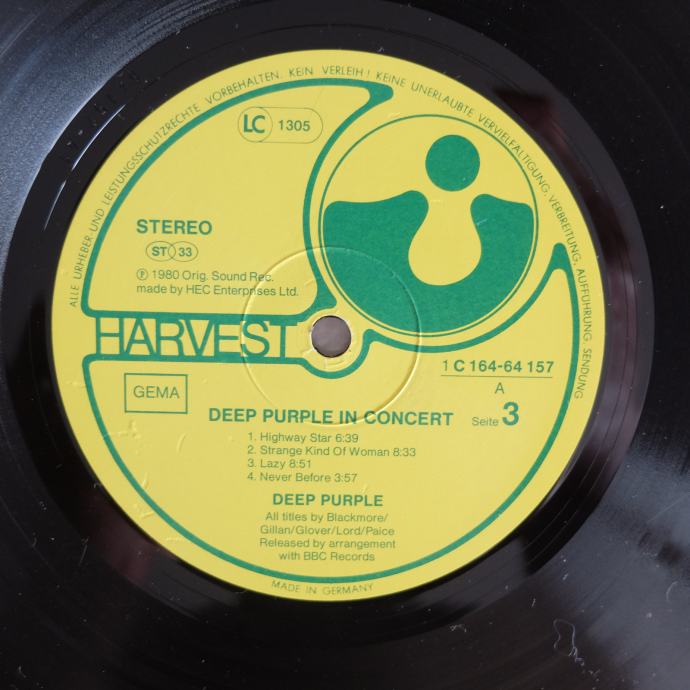 ALLE URHEBER- UND LEISTUNGSSCHUTZRECHTE VORBEHALTEN. KEIN VERLEIH! KEINE UNERLAUBTE VERVIELFÄLTIGUNG, VERBREITUNG, AUFFÜHRUNG, SENDUNG
LC 1305
STEREO
ST 33
℗ 1980 Orig. Sound Rec.
made by HEC Enterprises Ltd.
HARVEST
1 C 164-64 157
A
GEMA
Seite 3
DEEP PURPLE IN CONCERT
1. Highway Star 6:39
2. Strange Kind Of Woman 8:33
3. Lazy 8:51
4. Never Before 3:57
DEEP PURPLE
All titles by Blackmore/
Gillan/Glover/Lord/Paice
Released by arrangement
with BBC Records
MADE IN GERMANY